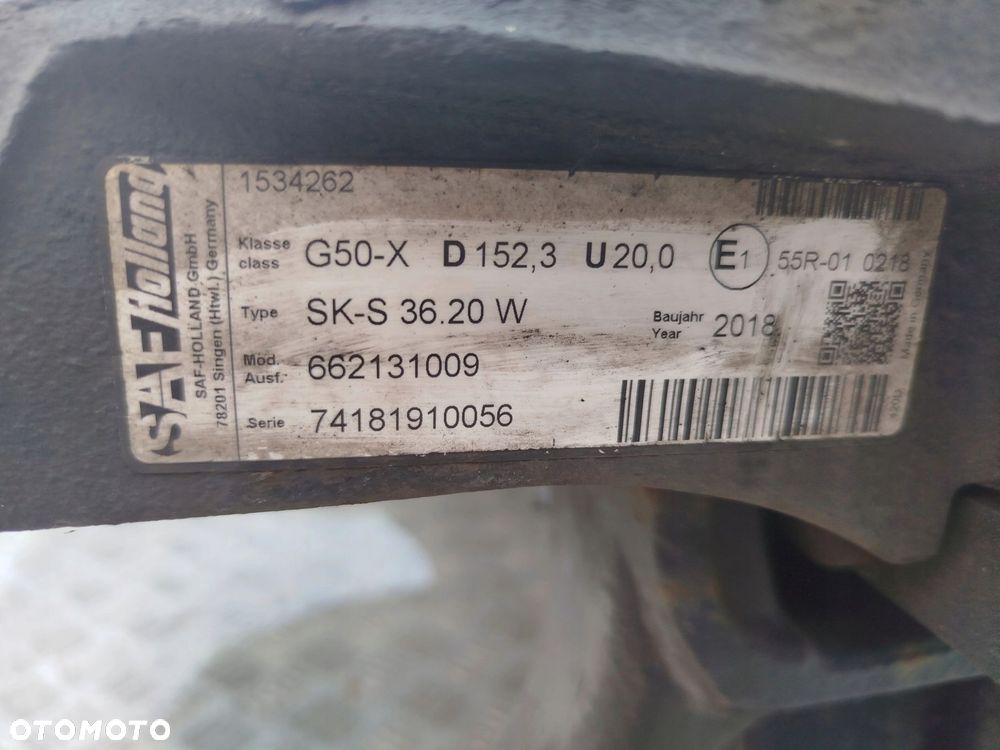 SAF Holland
SAF-HOLLAND GmbH
78201 Singen (Htwl.) Germany
1534262
Klasse
class
G50-X D 152,3 U 20,0 E1 55R-01 0218
Type SK-S 36.20 W
Baujahr
Year
2018
Mod.
Ausf.
662131009
Serie 74181910056
Made in Germany
OTOMOTO